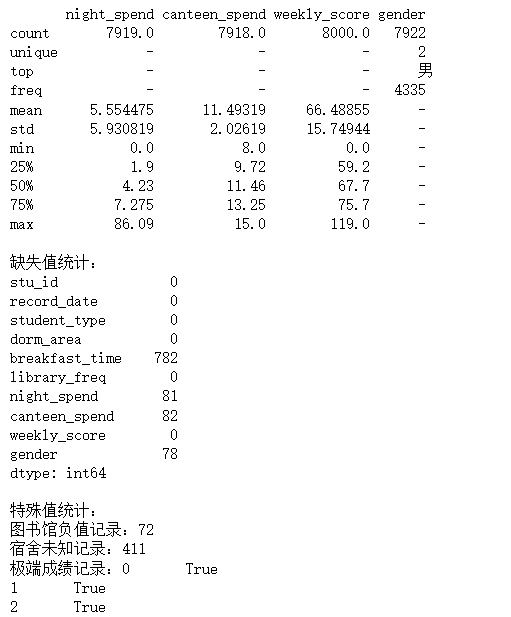 night_spend canteen_spend weekly_score gender
count 7919.0 7918.0 8000.0 7922
unique - - - 2
top - - - 男
freq - - - 4335
mean 5.554475 11.49319 66.48855 -
std 5.930819 2.02619 15.74944 -
min 0.0 8.0 0.0 -
25% 1.9 9.72 59.2 -
50% 4.23 11.46 67.7 -
75% 7.275 13.25 75.7 -
max 86.09 15.0 119.0 -
缺失值统计：
stu_id 0
record_date 0
student_type 0
dorm_area 0
breakfast_time 782
library_freq 0
night_spend 81
canteen_spend 82
weekly_score 0
gender 78
dtype: int64
特殊值统计：
图书馆负值记录：72
宿舍未知记录：411
极端成绩记录：0 True
1 True
2 True